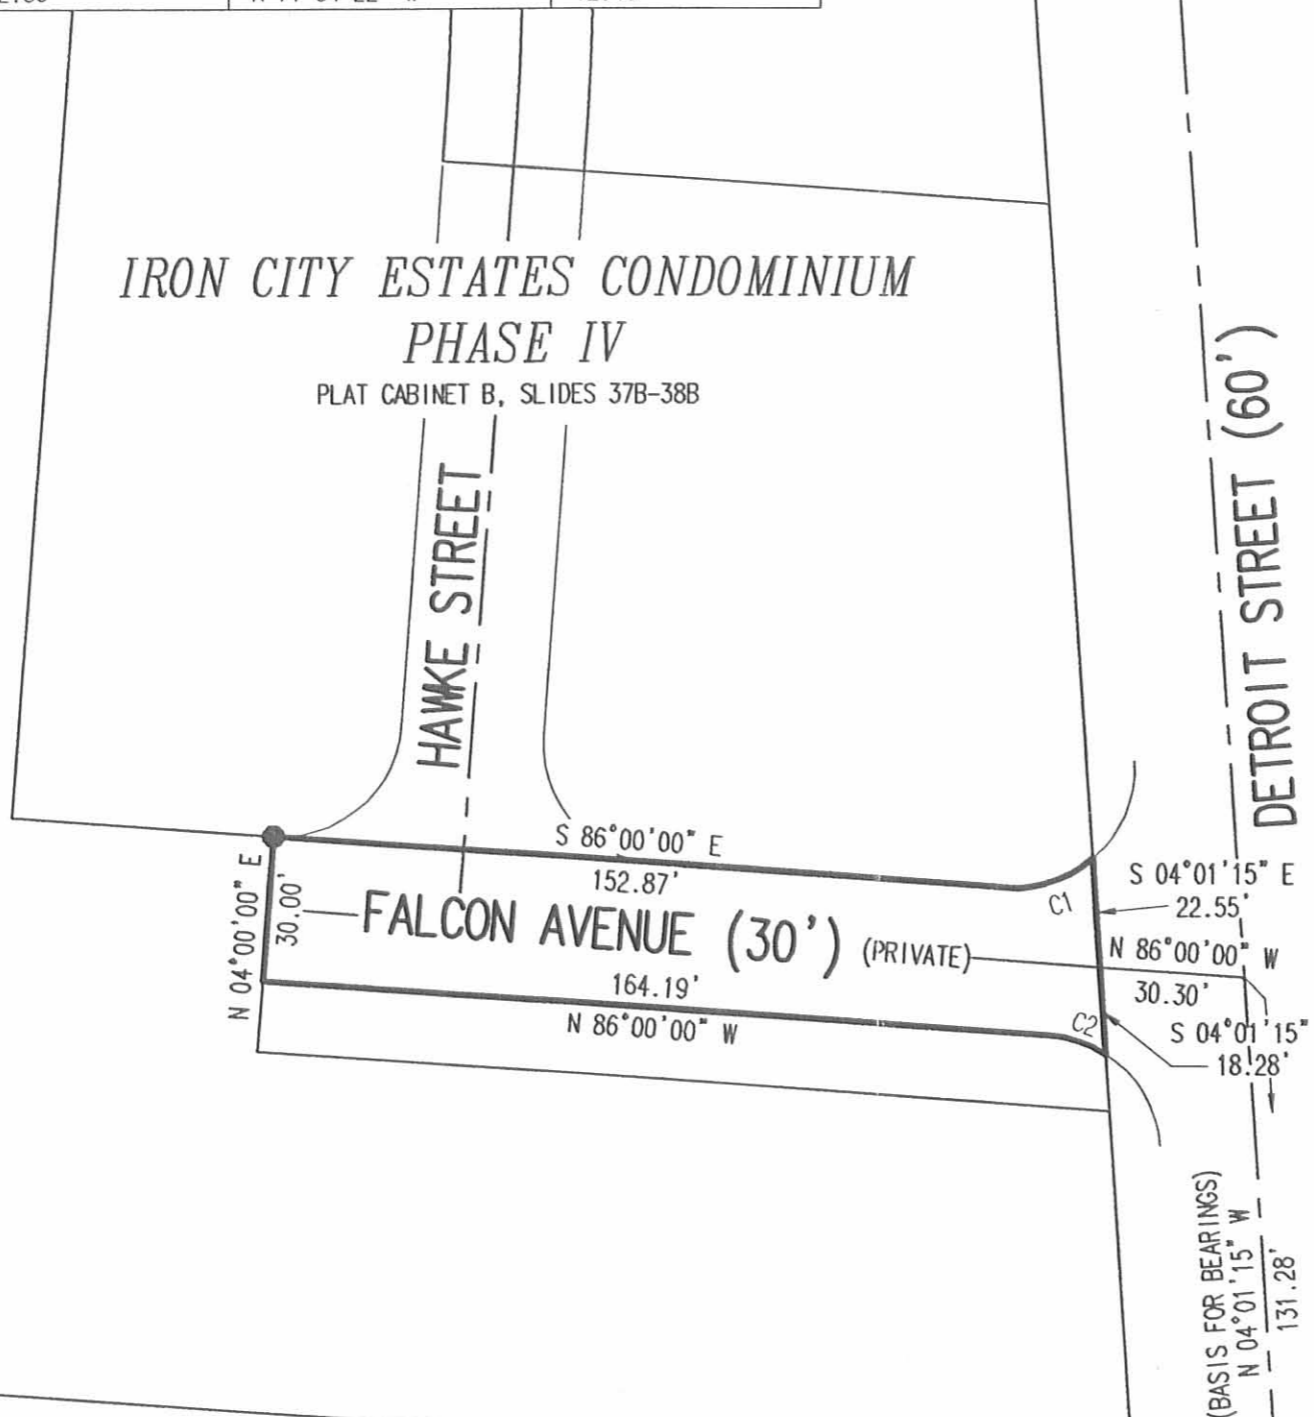 IRON CITY ESTATES CONDOMINIUM
PHASE IV
PLAT CABINET B, SLIDES 37B-38B
HAWKE STREET
DETROIT STREET (60')
S 86°00'00" E
152.87'
C1
S 04°01'15" E
22.55'
N 04°00'00" E
30.00'
FALCON AVENUE (30') (PRIVATE)
N 86°00'00" W
30.30'
164.19'
N 86°00'00" W
C2
S 04°01'15"
18.28'
(BASIS FOR BEARINGS)
N 04°01'15" W
131.28'